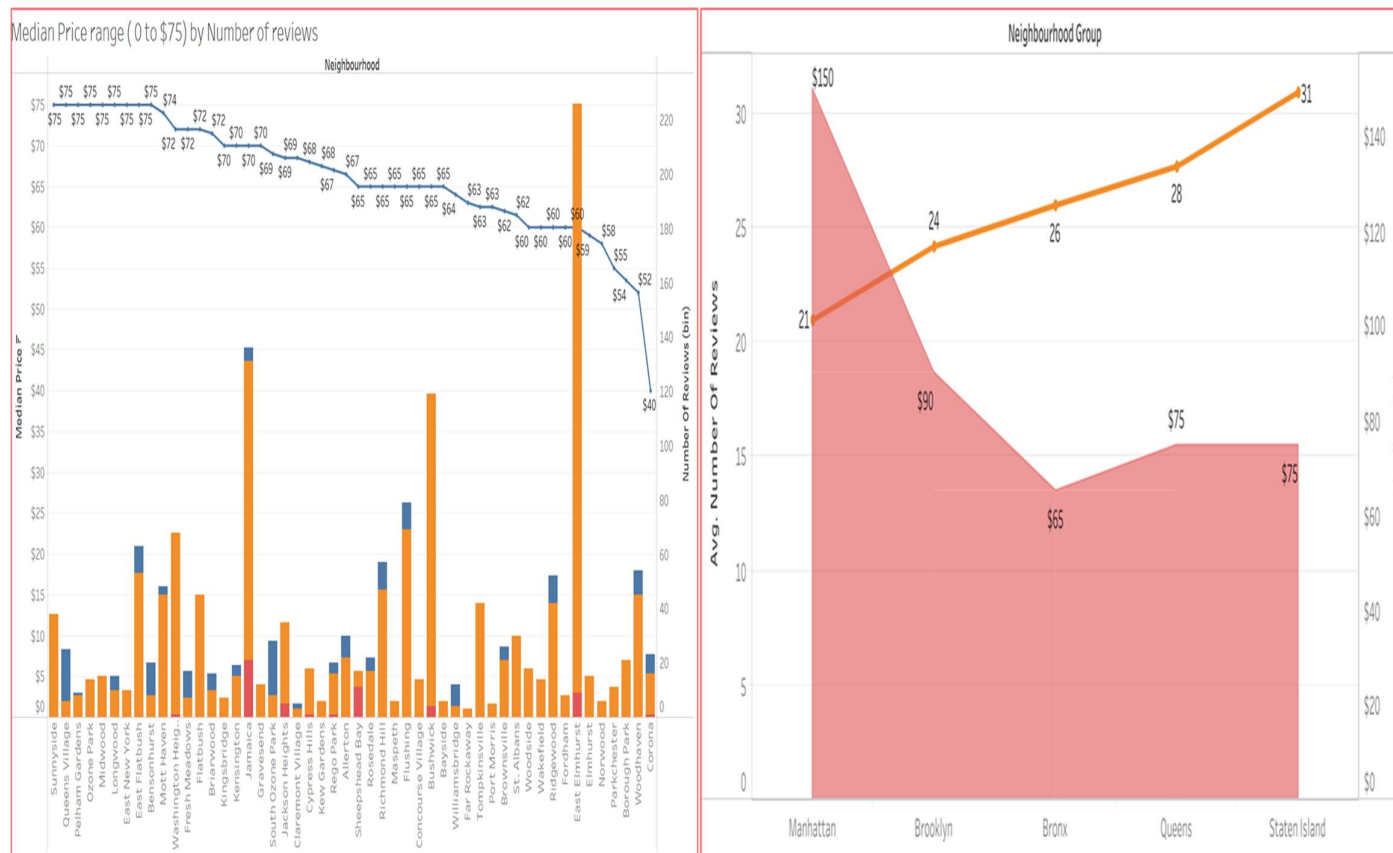 Median Price range ( 0 to $75) by Number of reviews
Neighbourhood
Median Price
$75
$70
$65
$60
$55
$50
$45
$40
$35
$30
$25
$20
$15
$10
$5
$0
$75 $75 $75 $75 $74 $72 $72 $70 $70 $69 $68 $68 $67 $65 $65 $65 $65 $63 $63 $62 $60 $60 $58 $55 $52
$75 $75 $75 $75 $75 $72 $72 $70 $70 $69 $69 $67 $65 $65 $65 $65 $64 $63 $62 $60 $60 $60 $59 $54 $40
220
200
180
160
140
120
100
80
60
40
20
0
Number Of Reviews (bin)
Sunnyside
Queens Village
Pelham Gardens
Ozone Park
Midwood
Longwood
East New York
East Flatbush
Bensonhurst
Mott Haven
Washington Heig..
Fresh Meadows
Flatbush
Briarwood
Kingsbridge
Kensington
Jamaica
Gravesend
South Ozone Park
Jackson Heights
Claremont Village
Cypress Hills
Kew Gardens
Rego Park
Allerton
Sheepshead Bay
Rosedale
Richmond Hill
Maspeth
Flushing
Concourse Village
Bushwick
Bayside
Williamsbridge
Far Rockaway
Tompkinsville
Port Morris
Brownsville
St. Albans
Woodside
Wakefield
Ridgewood
Fordham
East Elmhurst
Elmhurst
Norwood
Parkchester
Borough Park
Woodhaven
Corona
Neighbourhood Group
Avg. Number Of Reviews
30
25
20
15
10
5
0
$150
$90
$65
$75
$75
21
24
26
28
31
$140
$120
$100
$80
$60
$40
$20
$0
Manhattan
Brooklyn
Bronx
Queens
Staten Island